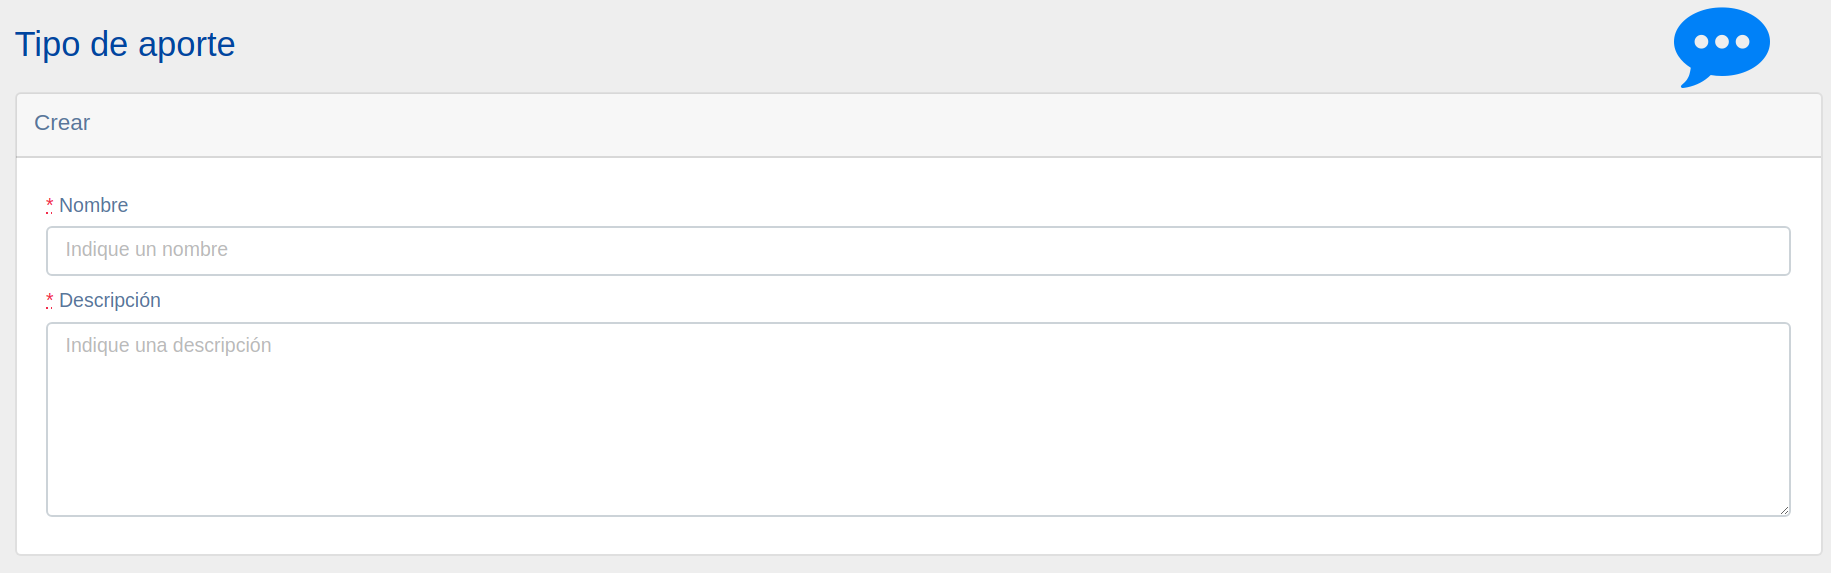 Tipo de aporte
Crear
* Nombre
Indique un nombre
* Descripción
Indique una descripción